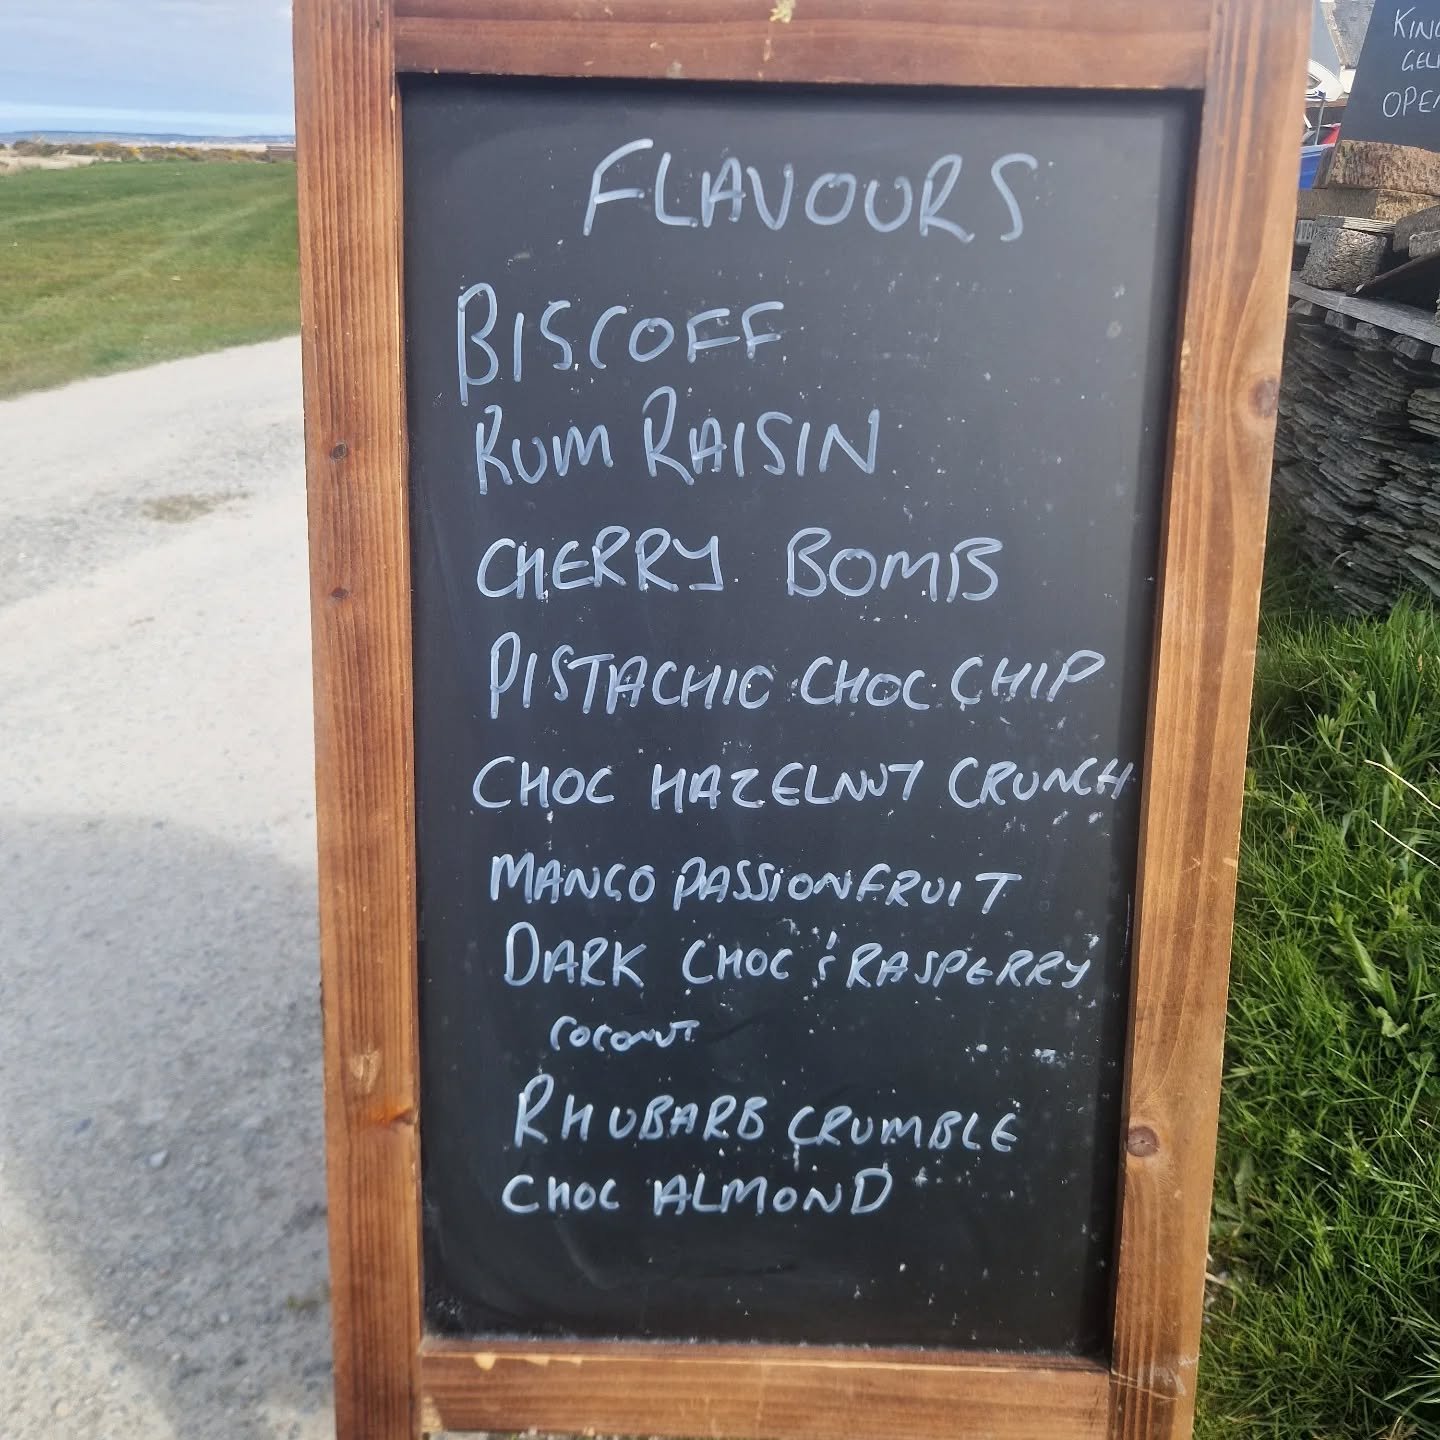 FLAVOURS
BISCOFF
RUM RAISIN
CHERRY BOMB
PISTACHIO CHOC CHIP
CHOC HAZELNUT CRUNCH
MANGO PASSIONFRUIT
DARK CHOC & RASPBERRY
COCONUT
RHUBARB CRUMBLE
CHOC ALMOND
OPEN